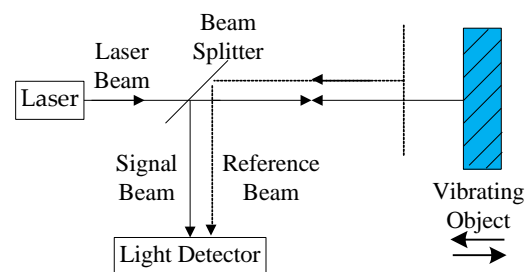 Beam
Splitter
Laser
Beam
Laser
Signal
Beam
Reference
Beam
Vibrating
Object
Light Detector